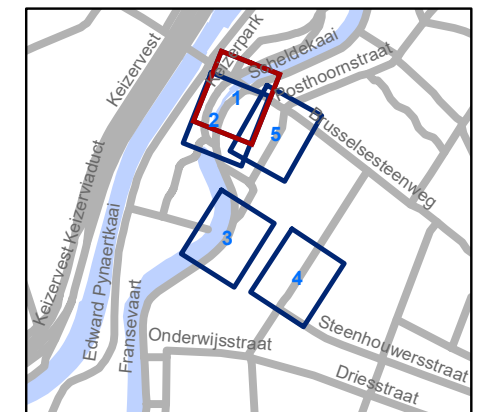 Keizerpark
Keizervest
Scheldekaai
Posthoornstraat
1
2
5
Brusselsesteenweg
Keizervest Keizerviaduct
Edward Pynaertkaai
Fransevaart
3
4
Onderwijsstraat
Steenhouwersstraat
Driesstraat